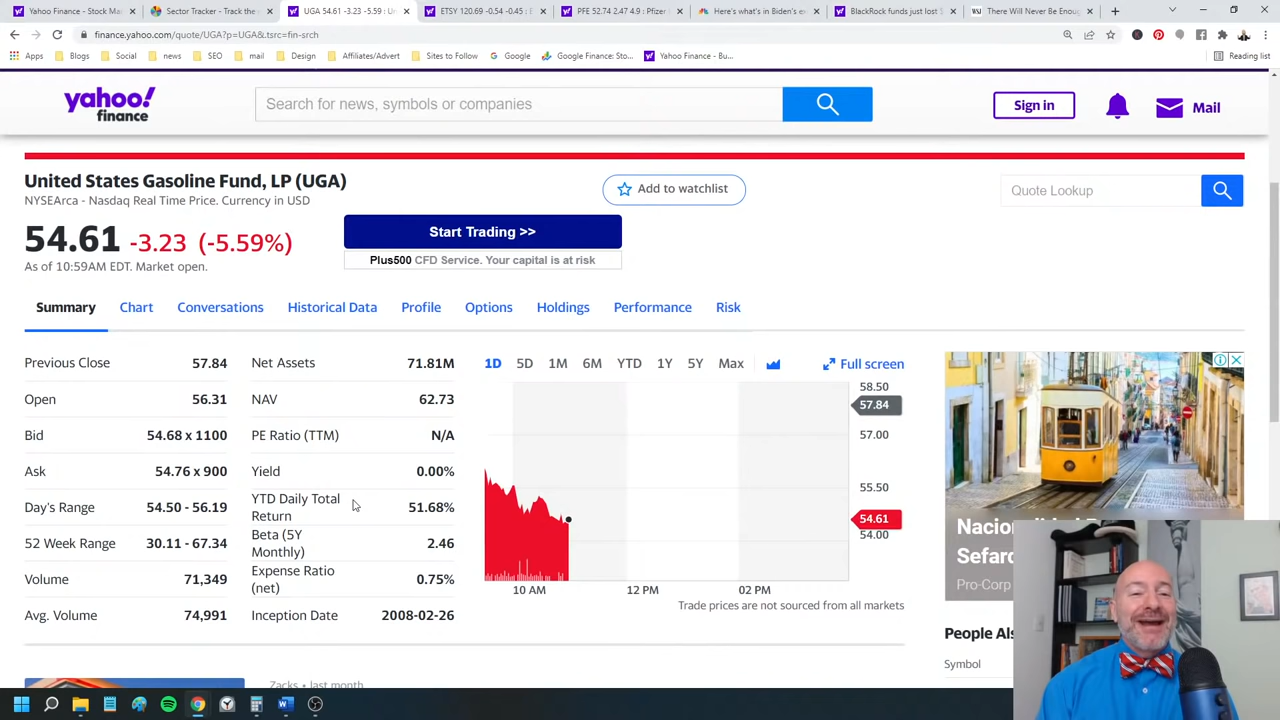 Yahoo Finance - Stock Mar
Sector Tracker - Track the
UGA 54.61 -3.23 -5.59 : U
ETSY 120.69 -0.54 -0.45 : E
PFE 52.74 2.47 4.9 : Pfizer
Here's what's in Biden's ex
BlackRock funds just lost
There Will Never Be Enoug
finance.yahoo.com/quote/UGA?p=UGA&.tsrc=fin-srch
Apps
Blogs
Social
news
SEO
mail
Design
Affiliates/Advert
Sites to Follow
Google
Google Finance: Sto...
Yahoo Finance - Bu...
Reading list
yahoo!
finance
Search for news, symbols or companies
Sign in
Mail
United States Gasoline Fund, LP (UGA)
NYSEArca - Nasdaq Real Time Price. Currency in USD
Add to watchlist
Quote Lookup
54.61 -3.23 (-5.59%)
As of 10:59AM EDT. Market open.
Start Trading >>
Plus500 CFD Service. Your capital is at risk
Summary
Chart
Conversations
Historical Data
Profile
Options
Holdings
Performance
Risk
Previous Close 57.84
Open 56.31
Bid 54.68 x 1100
Ask 54.76 x 900
Day's Range 54.50 - 56.19
52 Week Range 30.11 - 67.34
Volume 71,349
Avg. Volume 74,991
Net Assets 71.81M
NAV 62.73
PE Ratio (TTM) N/A
Yield 0.00%
YTD Daily Total
Return 51.68%
Beta (5Y
Monthly) 2.46
Expense Ratio
(net) 0.75%
Inception Date 2008-02-26
1D 5D 1M 6M YTD 1Y 5Y Max
Full screen
58.50
57.84
57.00
55.50
54.61
54.00
10 AM
12 PM
02 PM
Trade prices are not sourced from all markets
Nacio
Sefar
Pro-Corp
People Als
Symbol
Zacks • last month